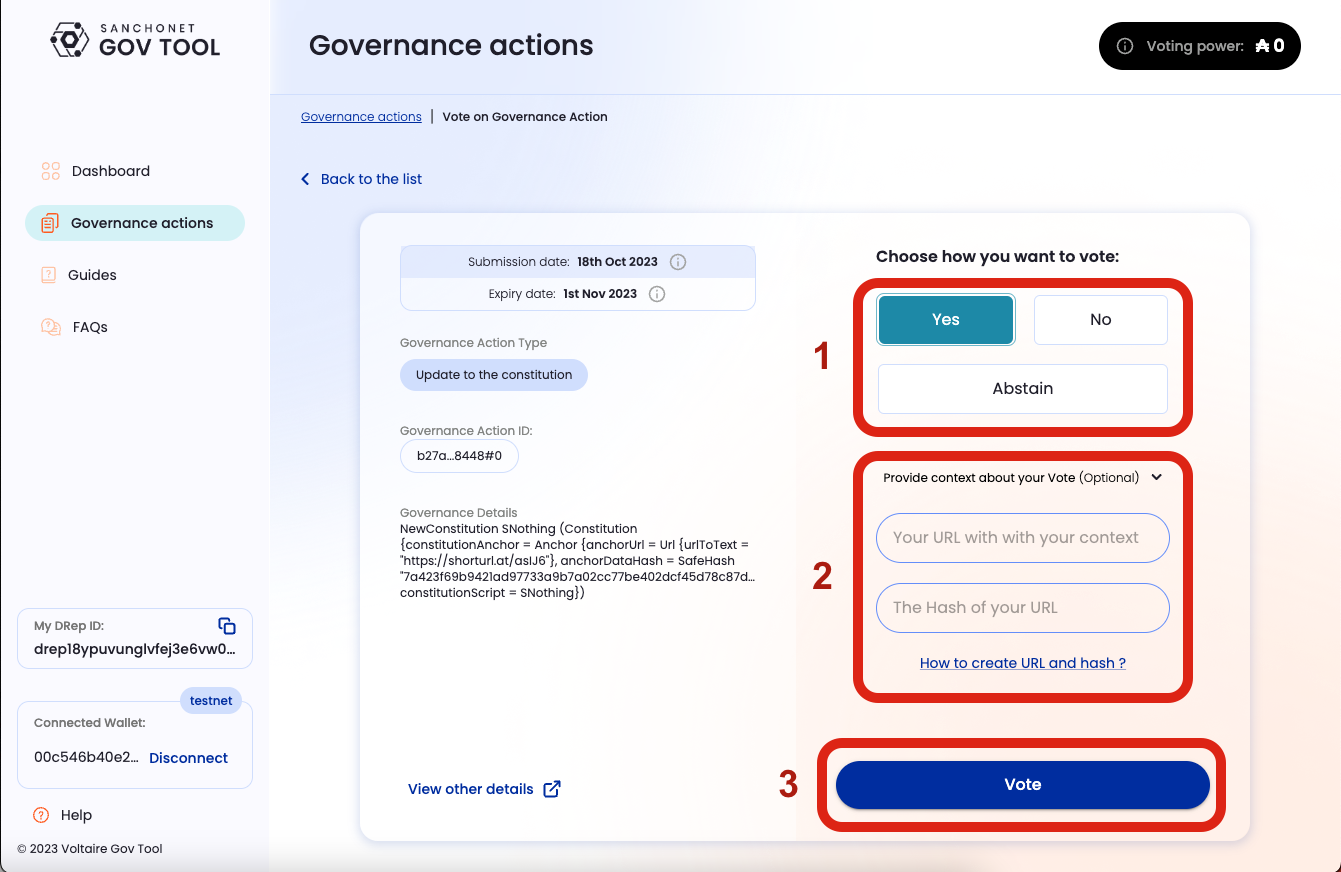 SANCHONET
GOV TOOL
Governance actions
Voting power: ₳ 0
Dashboard
Governance actions
Guides
FAQs
My DRep ID:
drep18ypuvunglvfej3e6vw0...
testnet
Connected Wallet:
00c546b40e2... Disconnect
Help
© 2023 Voltaire Gov Tool
Governance actions | Vote on Governance Action
Back to the list
Submission date: 18th Oct 2023
Expiry date: 1st Nov 2023
Governance Action Type
Update to the constitution
Governance Action ID:
b27a...8448#0
Governance Details
NewConstitution SNothing (Constitution
{constitutionAnchor = Anchor {anchorUrl = Url {urlToText =
"https://shorturl.at/asIJ6"}, anchorDataHash = SafeHash
"7a423f69b9421ad97733a9b7a02cc77be402dcf45d78c87d...
constitutionScript = SNothing})
View other details
Choose how you want to vote:
1
Yes
No
Abstain
2
Provide context about your Vote (Optional)
Your URL with with your context
The Hash of your URL
How to create URL and hash ?
3
Vote